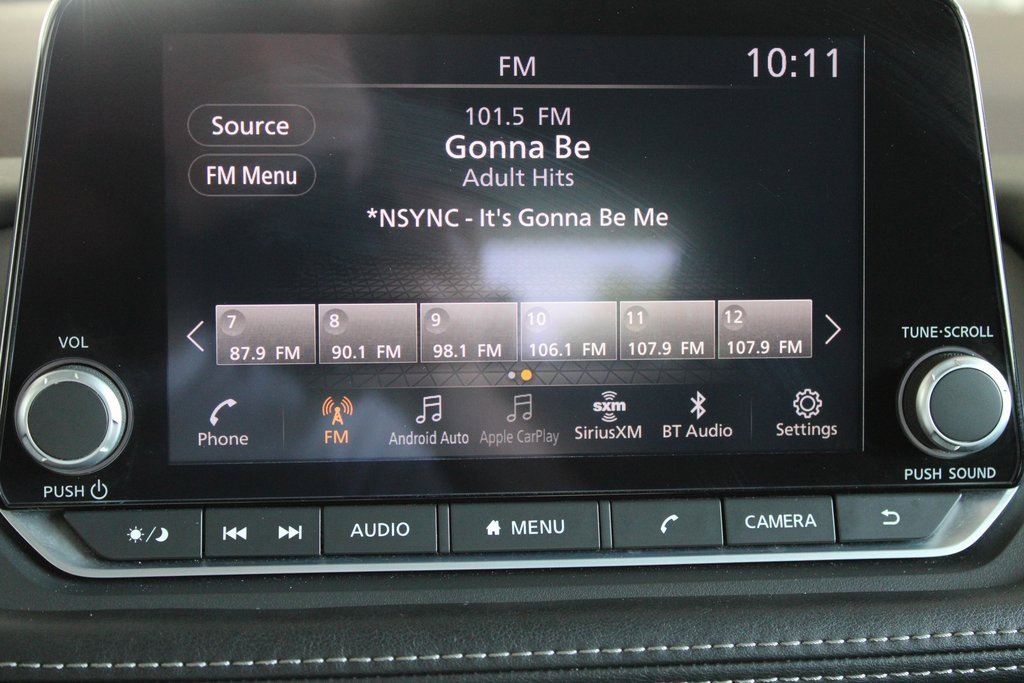 FM
10:11
Source
FM Menu
101.5 FM
Gonna Be
Adult Hits
*NSYNC - It's Gonna Be Me
7
87.9 FM
8
90.1 FM
9
98.1 FM
10
106.1 FM
11
107.9 FM
12
107.9 FM
Phone
FM
Android Auto
Apple CarPlay
sxm
SiriusXM
BT Audio
Settings
VOL
PUSH
TUNE·SCROLL
PUSH SOUND
AUDIO
MENU
CAMERA